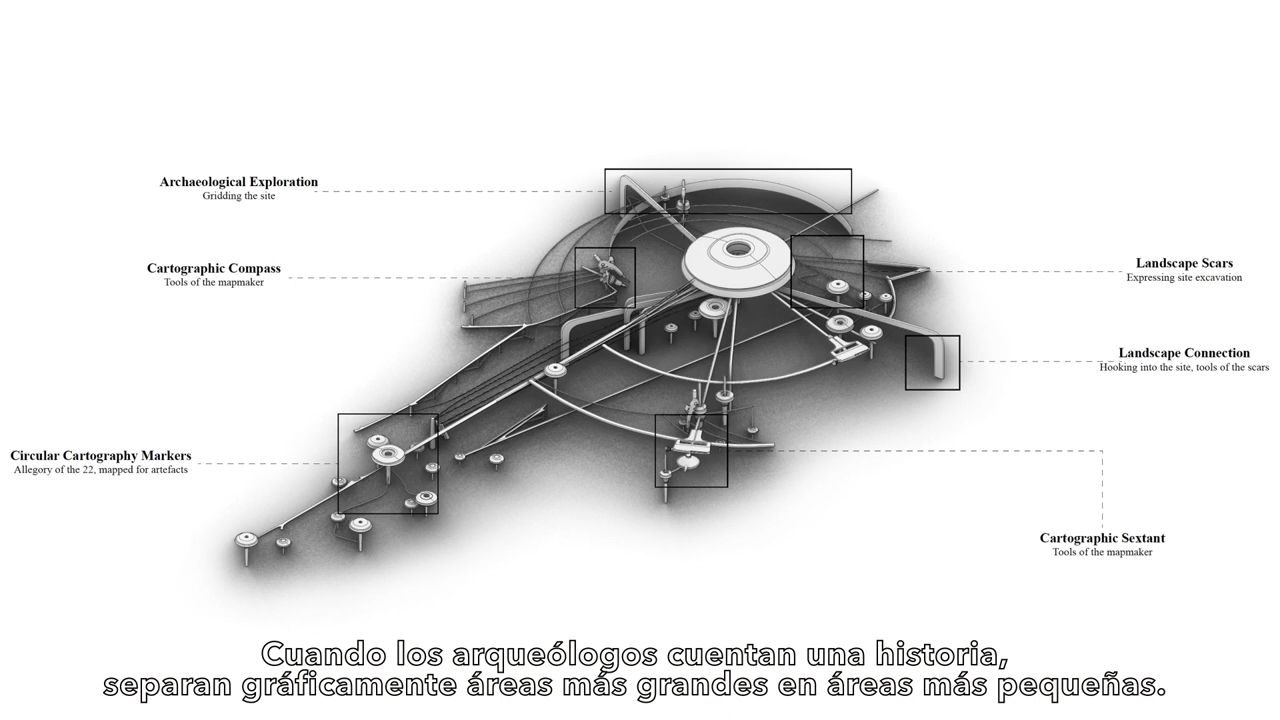 Archaeological Exploration
Gridding the site
Cartographic Compass
Tools of the mapmaker
Landscape Scars
Expressing site excavation
Landscape Connection
Hooking into the site, tools of the scars
Circular Cartography Markers
Allegory of the 22, mapped for artefacts
Cartographic Sextant
Tools of the mapmaker
Cuando los arqueólogos cuentan una historia,
separan gráficamente áreas más grandes en áreas más pequeñas.